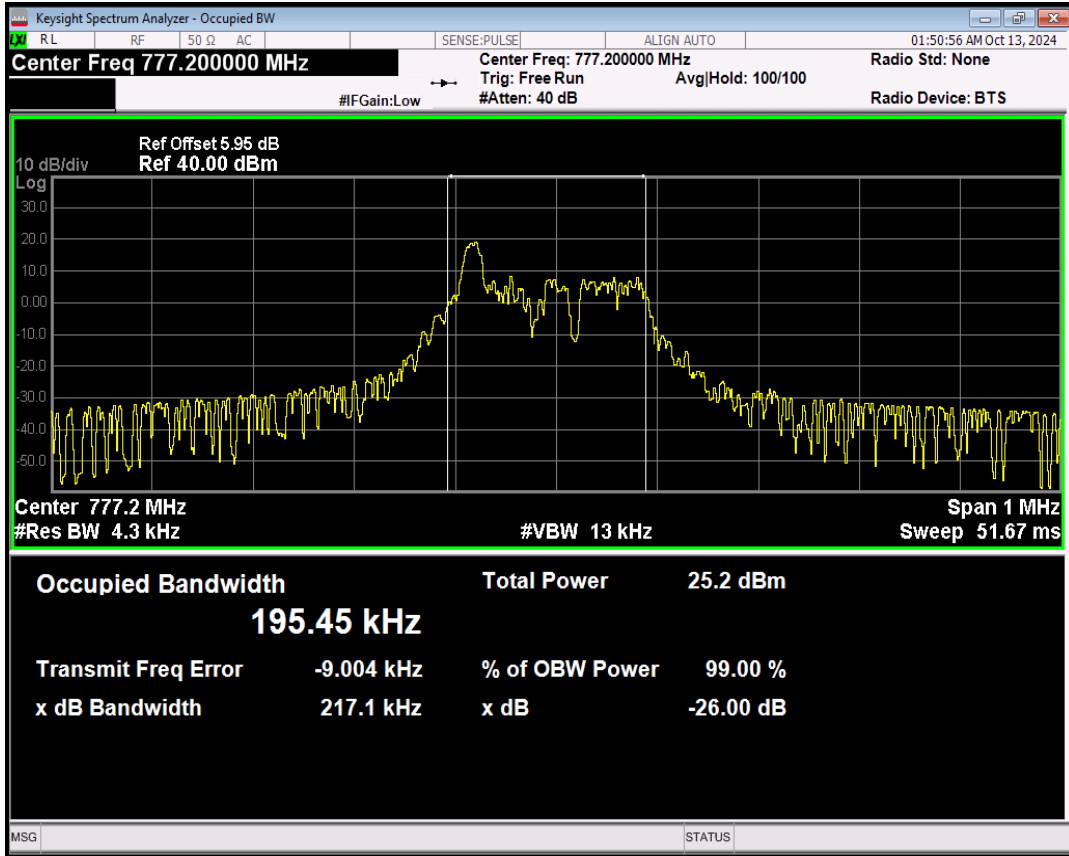 Keysight Spectrum Analyzer - Occupied BW
LXI RL RF 50 Ω AC SENSE:PULSE ALIGN AUTO 01:50:56 AM Oct 13, 2024
Center Freq 777.200000 MHz Center Freq: 777.200000 MHz Radio Std: None
Trig: Free Run Avg|Hold: 100/100
#IFGain:Low #Atten: 40 dB Radio Device: BTS
Ref Offset 5.95 dB
10 dB/div Ref 40.00 dBm
Log
30.0
20.0
10.0
0.00
-10.0
-20.0
-30.0
-40.0
-50.0
Center 777.2 MHz Span 1 MHz
#Res BW 4.3 kHz #VBW 13 kHz Sweep 51.67 ms
Occupied Bandwidth Total Power 25.2 dBm
195.45 kHz
Transmit Freq Error -9.004 kHz % of OBW Power 99.00 %
x dB Bandwidth 217.1 kHz x dB -26.00 dB
MSG STATUS